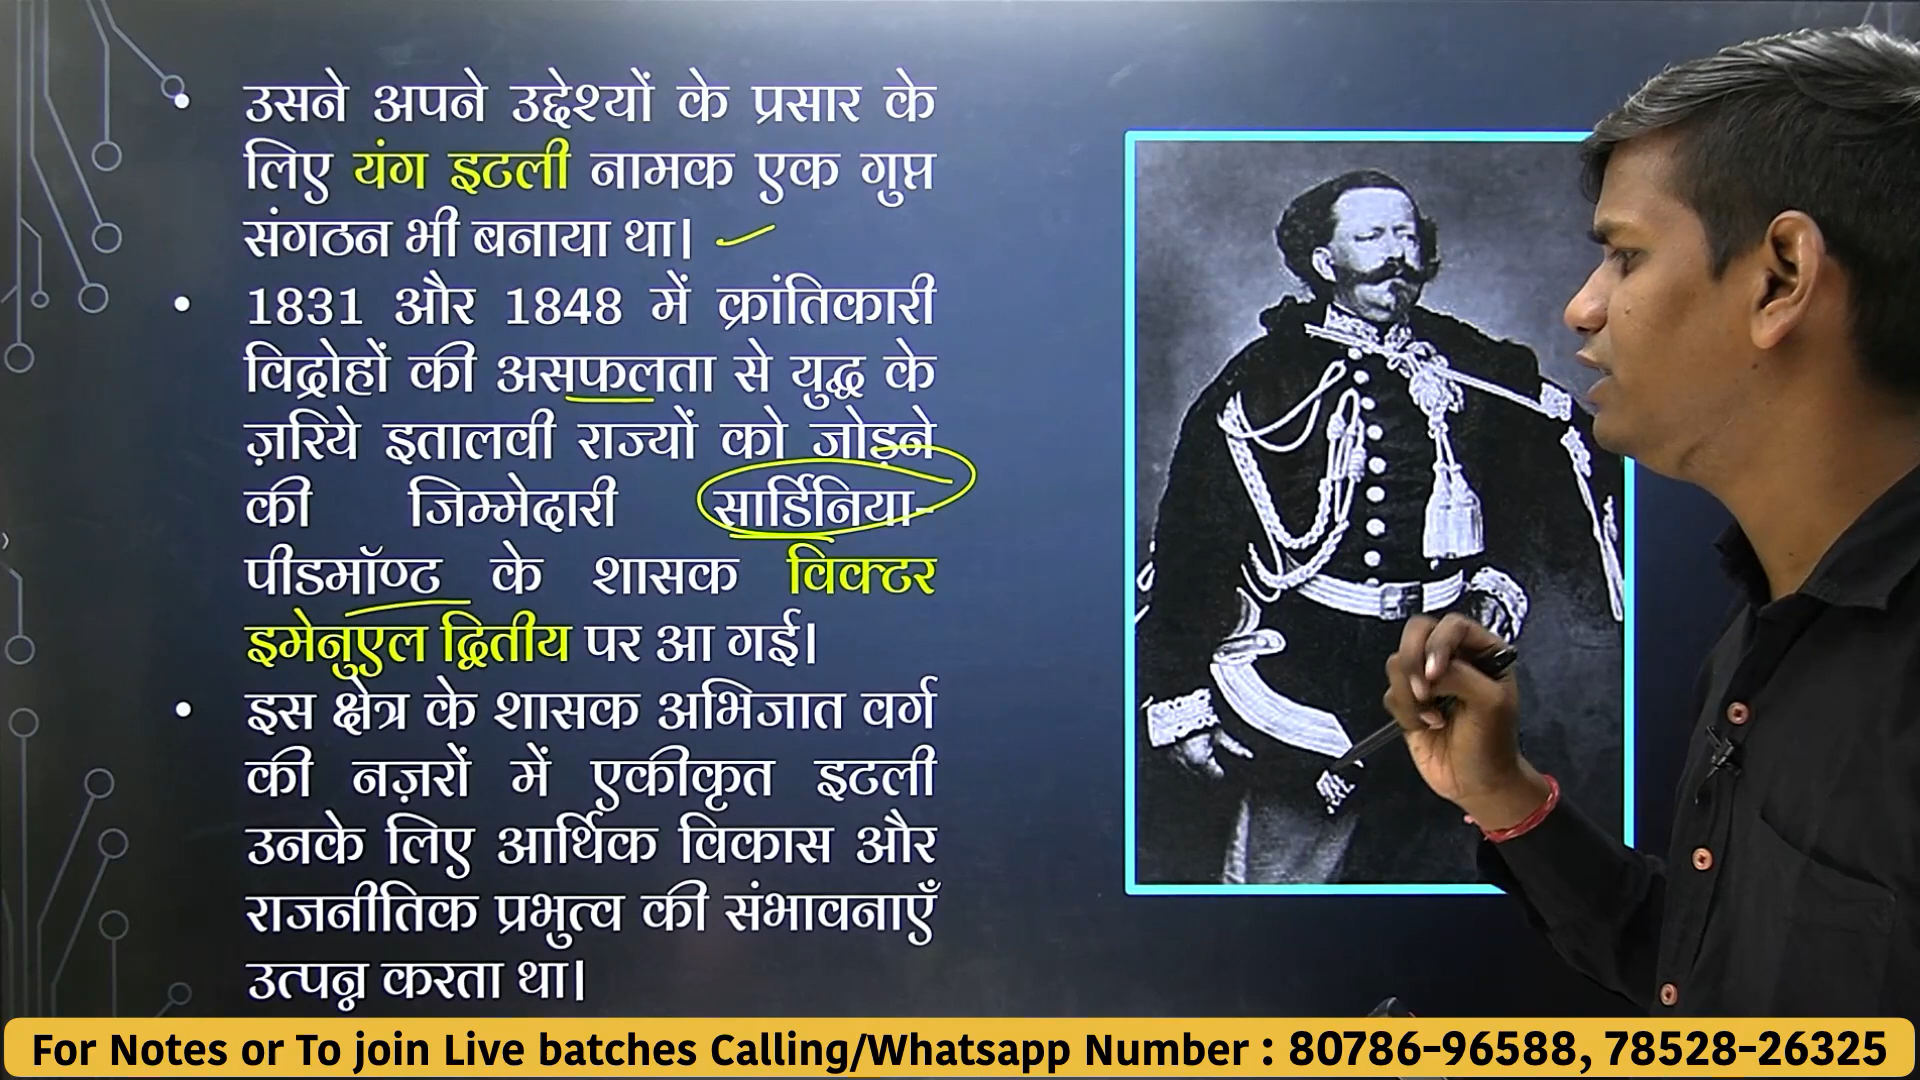 उसने अपने उद्देश्यों के प्रसार के
लिए यंग इटली नामक एक गुप्त
संगठन भी बनाया था।
1831 और 1848 में क्रांतिकारी
विद्रोहों की असफलता से युद्ध के
ज़रिये इतालवी राज्यों को जोड़ने
की जिम्मेदारी सार्डिनिया-
पीडमॉण्ट के शासक विक्टर
इमेनुएल द्वितीय पर आ गई।
इस क्षेत्र के शासक अभिजात वर्ग
की नज़रों में एकीकृत इटली
उनके लिए आर्थिक विकास और
राजनीतिक प्रभुत्व की संभावनाएँ
उत्पन्न करता था।
For Notes or To join Live batches Calling/Whatsapp Number : 80786-96588, 78528-26325